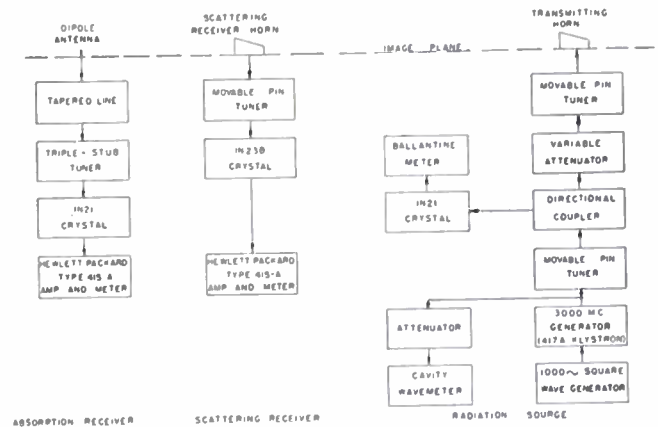 DIPOLE
ANTENNA
TAPERED LINE
TRIPLE-STUB
TUNER
IN21
CRYSTAL
HEWLETT PACKARD
TYPE 415-A
AMP AND METER
ABSORPTION RECEIVER
SCATTERING
RECEIVER HORN
MOVABLE PIN
TUNER
IN23B
CRYSTAL
HEWLETT PACKARD
TYPE 415-A
AMP AND METER
SCATTERING RECEIVER
IMAGE PLANE
TRANSMITTING
HORN
MOVABLE PIN
TUNER
VARIABLE
ATTENUATOR
DIRECTIONAL
COUPLER
BALLANTINE
METER
IN21
CRYSTAL
MOVABLE PIN
TUNER
ATTENUATOR
CAVITY
WAVEMETER
3000 MC
GENERATOR
(417A KLYSTRON)
1000~ SQUARE
WAVE GENERATOR
RADIATION SOURCE